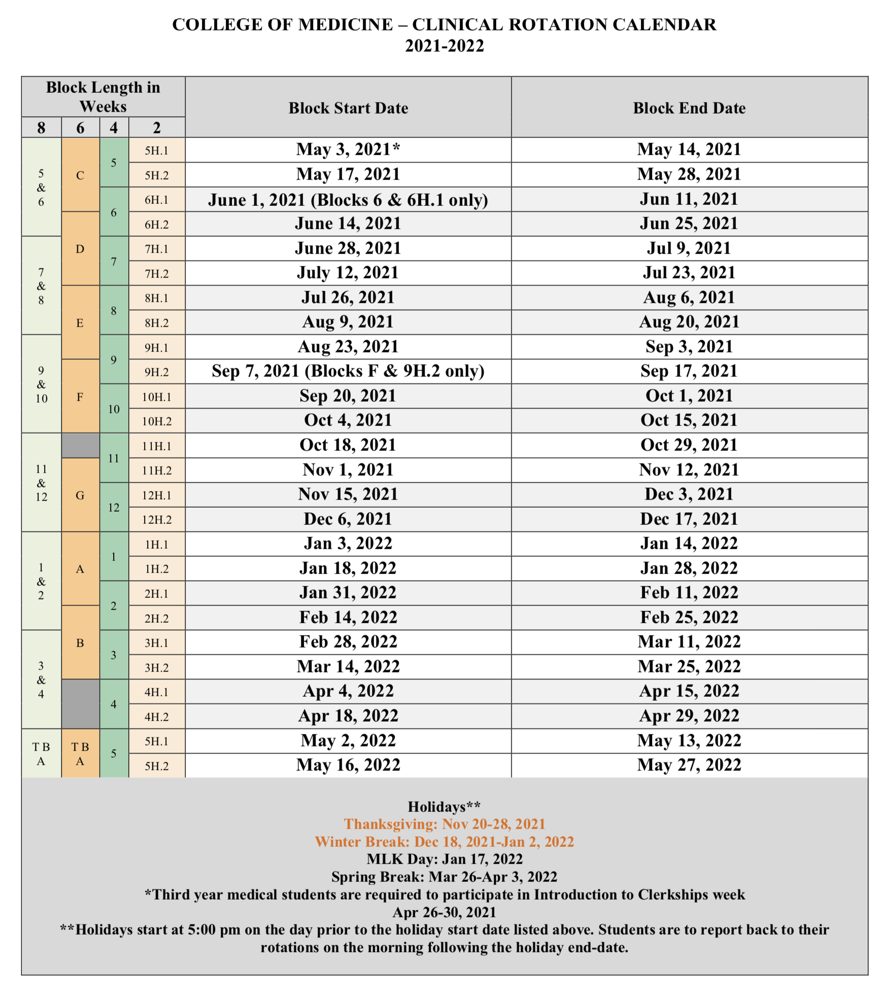 COLLEGE OF MEDICINE – CLINICAL ROTATION CALENDAR
2021-2022
Block Length in
Weeks
Block Start Date
Block End Date
8 6 4 2
5
&
6
C
5
5H.1 May 3, 2021* May 14, 2021
5H.2 May 17, 2021 May 28, 2021
6
6H.1 June 1, 2021 (Blocks 6 & 6H.1 only) Jun 11, 2021
D
6H.2 June 14, 2021 Jun 25, 2021
7
&
8
7
7H.1 June 28, 2021 Jul 9, 2021
7H.2 July 12, 2021 Jul 23, 2021
E
8
8H.1 Jul 26, 2021 Aug 6, 2021
8H.2 Aug 9, 2021 Aug 20, 2021
9
&
10
9
9H.1 Aug 23, 2021 Sep 3, 2021
F
9H.2 Sep 7, 2021 (Blocks F & 9H.2 only) Sep 17, 2021
10
10H.1 Sep 20, 2021 Oct 1, 2021
10H.2 Oct 4, 2021 Oct 15, 2021
11
&
12
11
11H.1 Oct 18, 2021 Oct 29, 2021
G
11H.2 Nov 1, 2021 Nov 12, 2021
12
12H.1 Nov 15, 2021 Dec 3, 2021
12H.2 Dec 6, 2021 Dec 17, 2021
1
&
2
A
1
1H.1 Jan 3, 2022 Jan 14, 2022
1H.2 Jan 18, 2022 Jan 28, 2022
2
2H.1 Jan 31, 2022 Feb 11, 2022
B
2H.2 Feb 14, 2022 Feb 25, 2022
3
&
4
3
3H.1 Feb 28, 2022 Mar 11, 2022
3H.2 Mar 14, 2022 Mar 25, 2022
4
4H.1 Apr 4, 2022 Apr 15, 2022
4H.2 Apr 18, 2022 Apr 29, 2022
T B
A
T B
A
5
5H.1 May 2, 2022 May 13, 2022
5H.2 May 16, 2022 May 27, 2022
Holidays**
Thanksgiving: Nov 20-28, 2021
Winter Break: Dec 18, 2021-Jan 2, 2022
MLK Day: Jan 17, 2022
Spring Break: Mar 26-Apr 3, 2022
*Third year medical students are required to participate in Introduction to Clerkships week
Apr 26-30, 2021
**Holidays start at 5:00 pm on the day prior to the holiday start date listed above. Students are to report back to their
rotations on the morning following the holiday end-date.